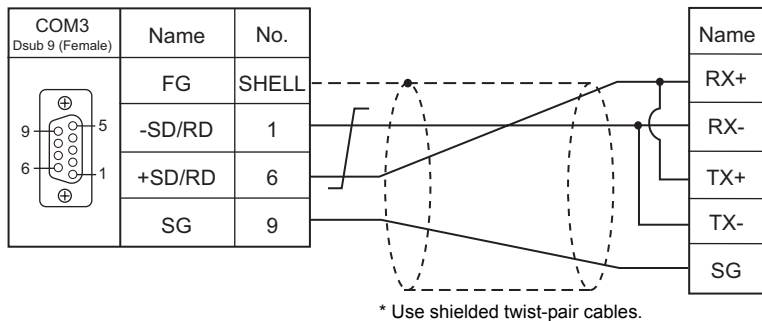 COM3
Dsub 9 (Female)
Name
No.
Name
FG
SHELL
RX+
-SD/RD
1
RX-
+SD/RD
6
TX+
SG
9
TX-
SG
9
5
6
1
* Use shielded twist-pair cables.